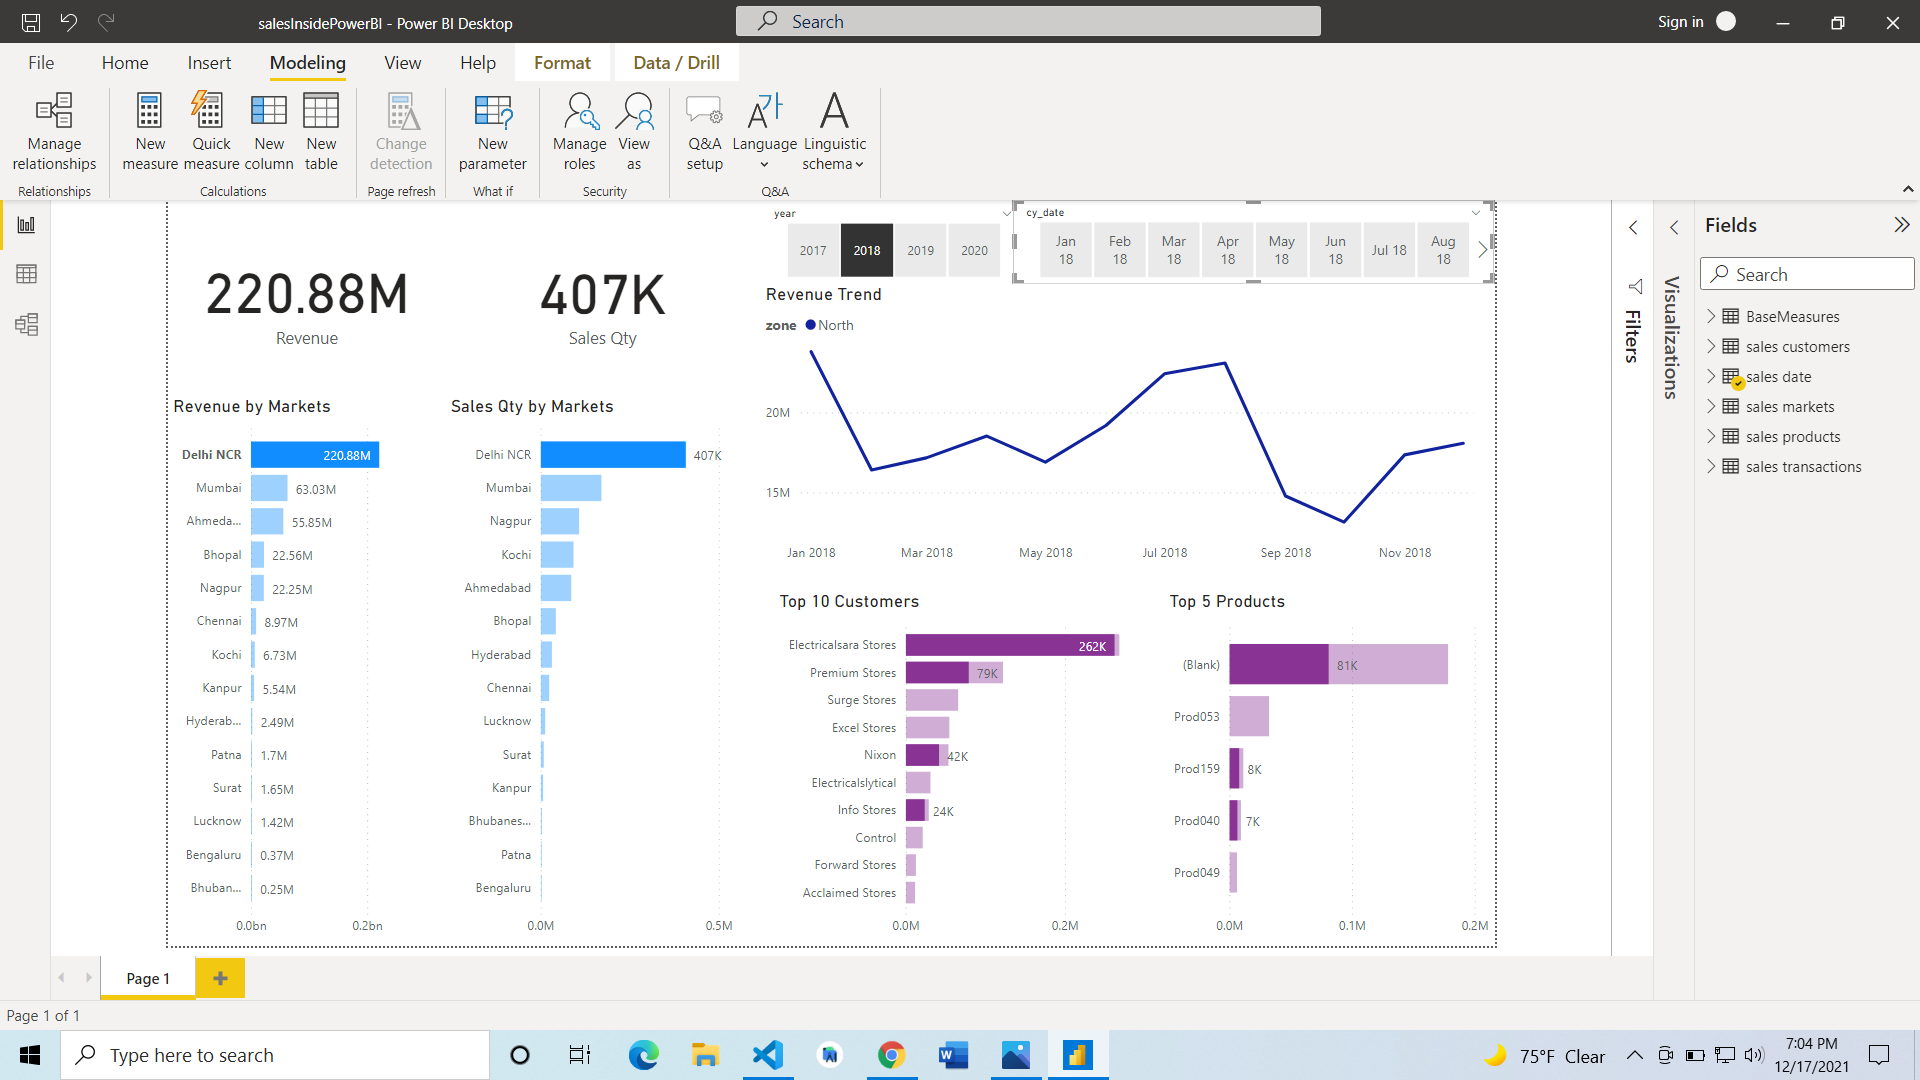 salesInsidePowerBI - Power BI Desktop
Search
Sign in
File Home Insert Modeling View Help Format Data / Drill
Manage relationships
New measure
Quick measure
New column
New table
Change detection
New parameter
Manage roles
View as
Q&A setup
Language
Linguistic schema
Relationships
Calculations
Page refresh
What if
Security
Q&A
year
2017 2018 2019 2020
cy_date
Jan 18
Feb 18
Mar 18
Apr 18
May 18
Jun 18
Jul 18
Aug 18
220.88M
Revenue
407K
Sales Qty
Revenue Trend
zone North
20M
15M
Jan 2018 Mar 2018 May 2018 Jul 2018 Sep 2018 Nov 2018
Revenue by Markets
Delhi NCR 220.88M
Mumbai 63.03M
Ahmeda... 55.85M
Bhopal 22.56M
Nagpur 22.25M
Chennai 8.97M
Kochi 6.73M
Kanpur 5.54M
Hyderab... 2.49M
Patna 1.7M
Surat 1.65M
Lucknow 1.42M
Bengaluru 0.37M
Bhuban... 0.25M
0.0bn 0.2bn
Sales Qty by Markets
Delhi NCR 407K
Mumbai
Nagpur
Kochi
Ahmedabad
Bhopal
Hyderabad
Chennai
Lucknow
Surat
Kanpur
Bhubanes...
Patna
Bengaluru
0.0M 0.5M
Top 10 Customers
Electricalsara Stores 262K
Premium Stores 79K
Surge Stores
Excel Stores
Nixon 42K
Electricalslytical
Info Stores 24K
Control
Forward Stores
Acclaimed Stores
0.0M 0.2M
Top 5 Products
(Blank) 81K
Prod053
Prod159 8K
Prod040 7K
Prod049
0.0M 0.1M 0.2M
Filters
Visualizations
Fields
Search
BaseMeasures
sales customers
sales date
sales markets
sales products
sales transactions
Page 1
Page 1 of 1
Type here to search
75°F Clear
7:04 PM
12/17/2021